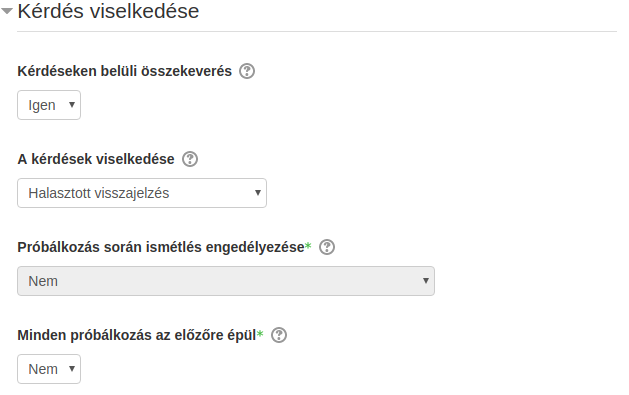 Kérdés viselkedése
Kérdéseken belüli összekeverés
Igen
A kérdések viselkedése
Halasztott visszajelzés
Próbálkozás során ismétlés engedélyezése*
Nem
Minden próbálkozás az előzőre épül*
Nem